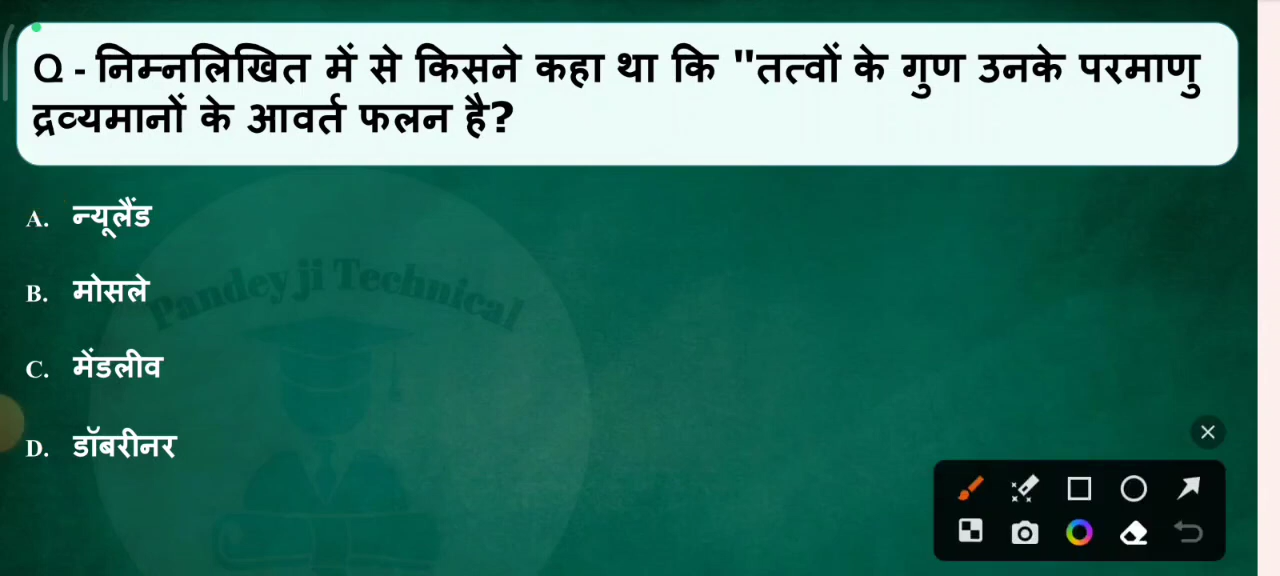 Q - निम्नलिखित में से किसने कहा था कि "तत्वों के गुण उनके परमाणु
द्रव्यमानों के आवर्त फलन है?
A. न्यूलैंड
B. मोसले
Pandey ji Technical
C. मेंडलीव
D. डॉबरीनर